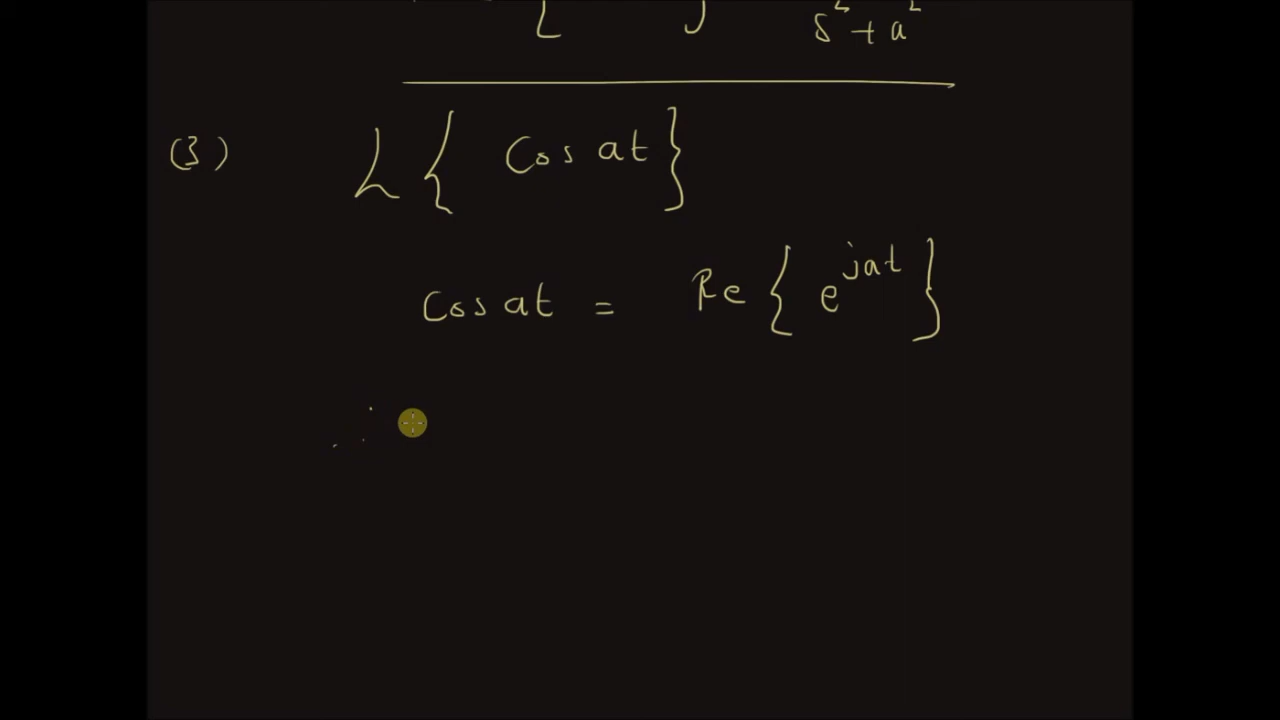 s² + a²
(3) L{ Cos at }
Cos at = Re{ e^{jat} }
∴